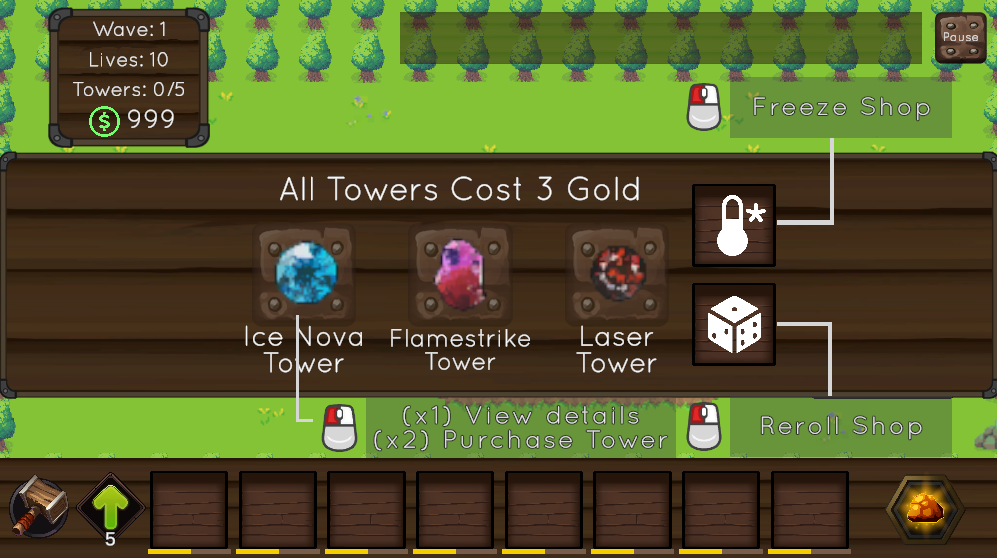 Wave: 1
Lives: 10
Towers: 0/5
$ 999
Pause
Freeze Shop
All Towers Cost 3 Gold
Ice Nova
Tower
Flamestrike
Tower
Laser
Tower
(x1) View details
(x2) Purchase Tower
Reroll Shop
5